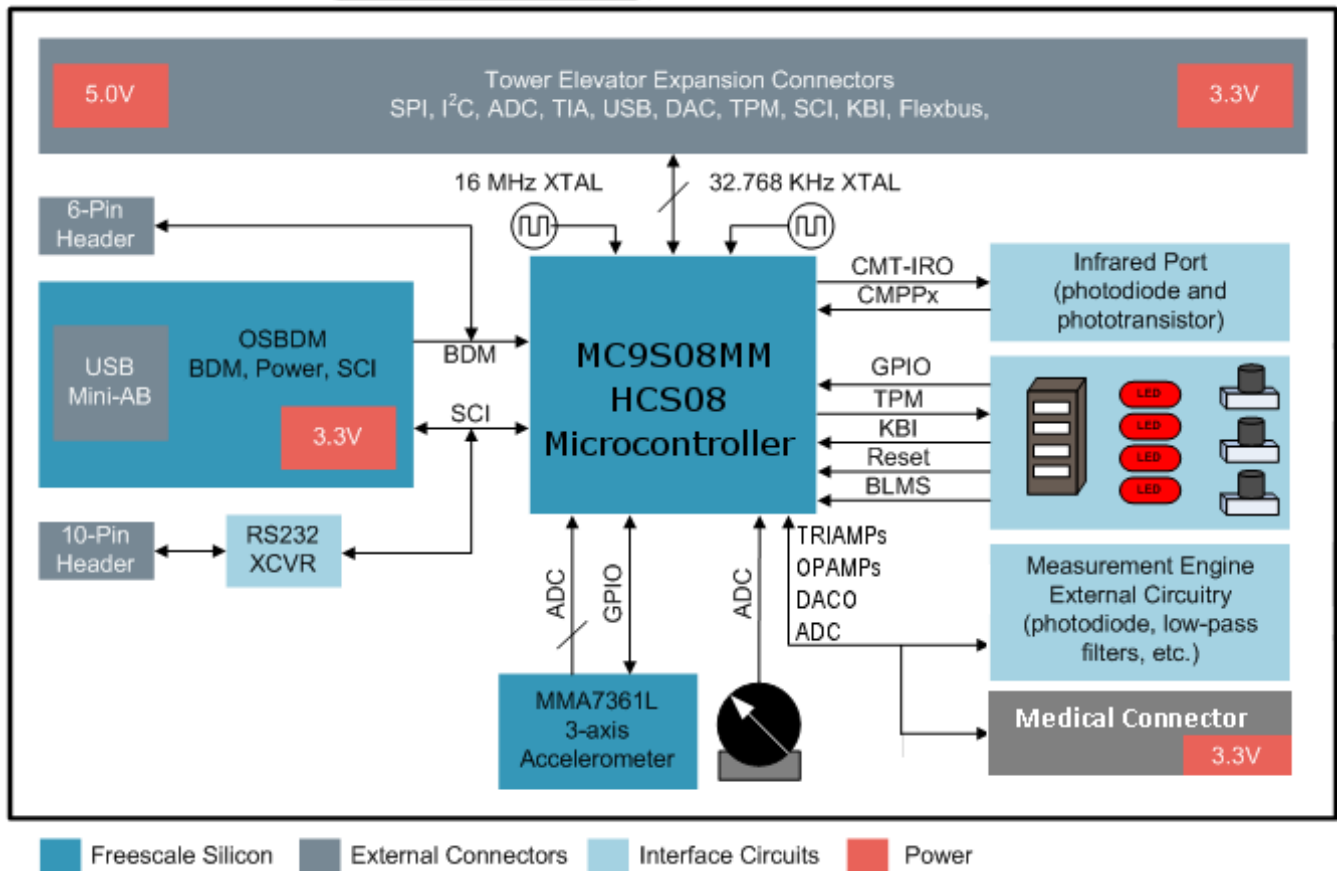 5.0V
Tower Elevator Expansion Connectors
SPI, I²C, ADC, TIA, USB, DAC, TPM, SCI, KBI, Flexbus,
3.3V
16 MHz XTAL
32.768 KHz XTAL
6-Pin
Header
USB
Mini-AB
OSBDM
BDM, Power, SCI
3.3V
BDM
SCI
10-Pin
Header
RS232
XCVR
MC9S08MM
HCS08
Microcontroller
CMT-IRO
CMPPx
Infrared Port
(photodiode and
phototransistor)
GPIO
TPM
KBI
Reset
BLMS
LED
LED
LED
LED
ADC
GPIO
ADC
TRIAMPs
OPAMPs
DACO
ADC
Measurement Engine
External Circuitry
(photodiode, low-pass
filters, etc.)
MMA7361L
3-axis
Accelerometer
Medical Connector
3.3V
Freescale Silicon
External Connectors
Interface Circuits
Power